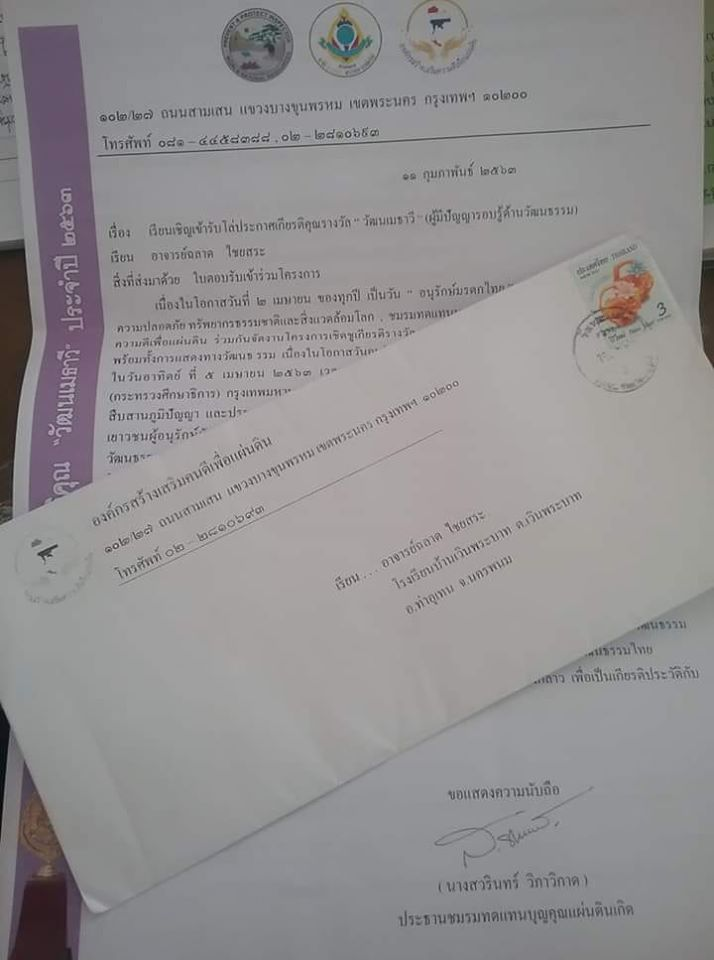 ๑๐๒/๒๗ ถนนสามเสน แขวงบางขุนพรหม เขตพระนคร กรุงเทพฯ ๑๐๒๐๐
โทรศัพท์ ๐๘๑ – ๔๔๕๘๓๘๘ , ๐๒ – ๒๘๑๐๖๙๓
๑๑ กุมภาพันธ์ ๒๕๖๓
เรื่อง เรียนเชิญเข้ารับโล่ประกาศเกียรติคุณรางวัล " วัฒนเมธาวี " (ผู้มีปัญญารอบรู้ด้านวัฒนธรรม)
เรียน อาจารย์ฉลาด ไชยสระ
สิ่งที่ส่งมาด้วย ใบตอบรับเข้าร่วมโครงการ
เนื่องในโอกาสวันที่ ๒ เมษายน ของทุกปี เป็นวัน " อนุรักษ์มรดกไทย
ความปลอดภัย ทรัพยากรธรรมชาติและสิ่งแวดล้อมโลก , ชมรมทดแทน
ความดีเพื่อแผ่นดิน ร่วมกันจัดงานโครงการเชิดชูเกียรติรางวัล
พร้อมทั้งการแสดงทางวัฒนธรรม เนื่องในโอกาสวัน
ในวันอาทิตย์ ที่ ๕ เมษายน ๒๕๖๓
(กระทรวงศึกษาธิการ) กรุงเทพมหา
สืบสานภูมิปัญญา และประ
เยาวชนผู้อนุรักษ์
วัฒนธร
คุณ "วัฒนเมธาวี" ประจำปี ๒๕๖๓
ประเทศไทย THAILAND
3
องค์กรสร้างเสริมคนดีเพื่อแผ่นดิน
๑๐๒/๒๗ ถนนสามเสน แขวงบางขุนพรหม เขตพระนคร กรุงเทพฯ ๑๐๒๐๐
โทรศัพท์ ๐๒ – ๒๘๑๐๖๙๓
เรียน ... อาจารย์ฉลาด ไชยสระ
โรงเรียนบ้านเวินพระบาท ต.เวินพระบาท
อ.ท่าอุเทน จ.นครพนม
วัฒนธรรม
วัฒนธรรมไทย
กล่าว เพื่อเป็นเกียรติประวัติกับ
ขอแสดงความนับถือ
( นางสวรินทร์ วิภาวิกาด )
ประธานชมรมทดแทนบุญคุณแผ่นดินเกิด